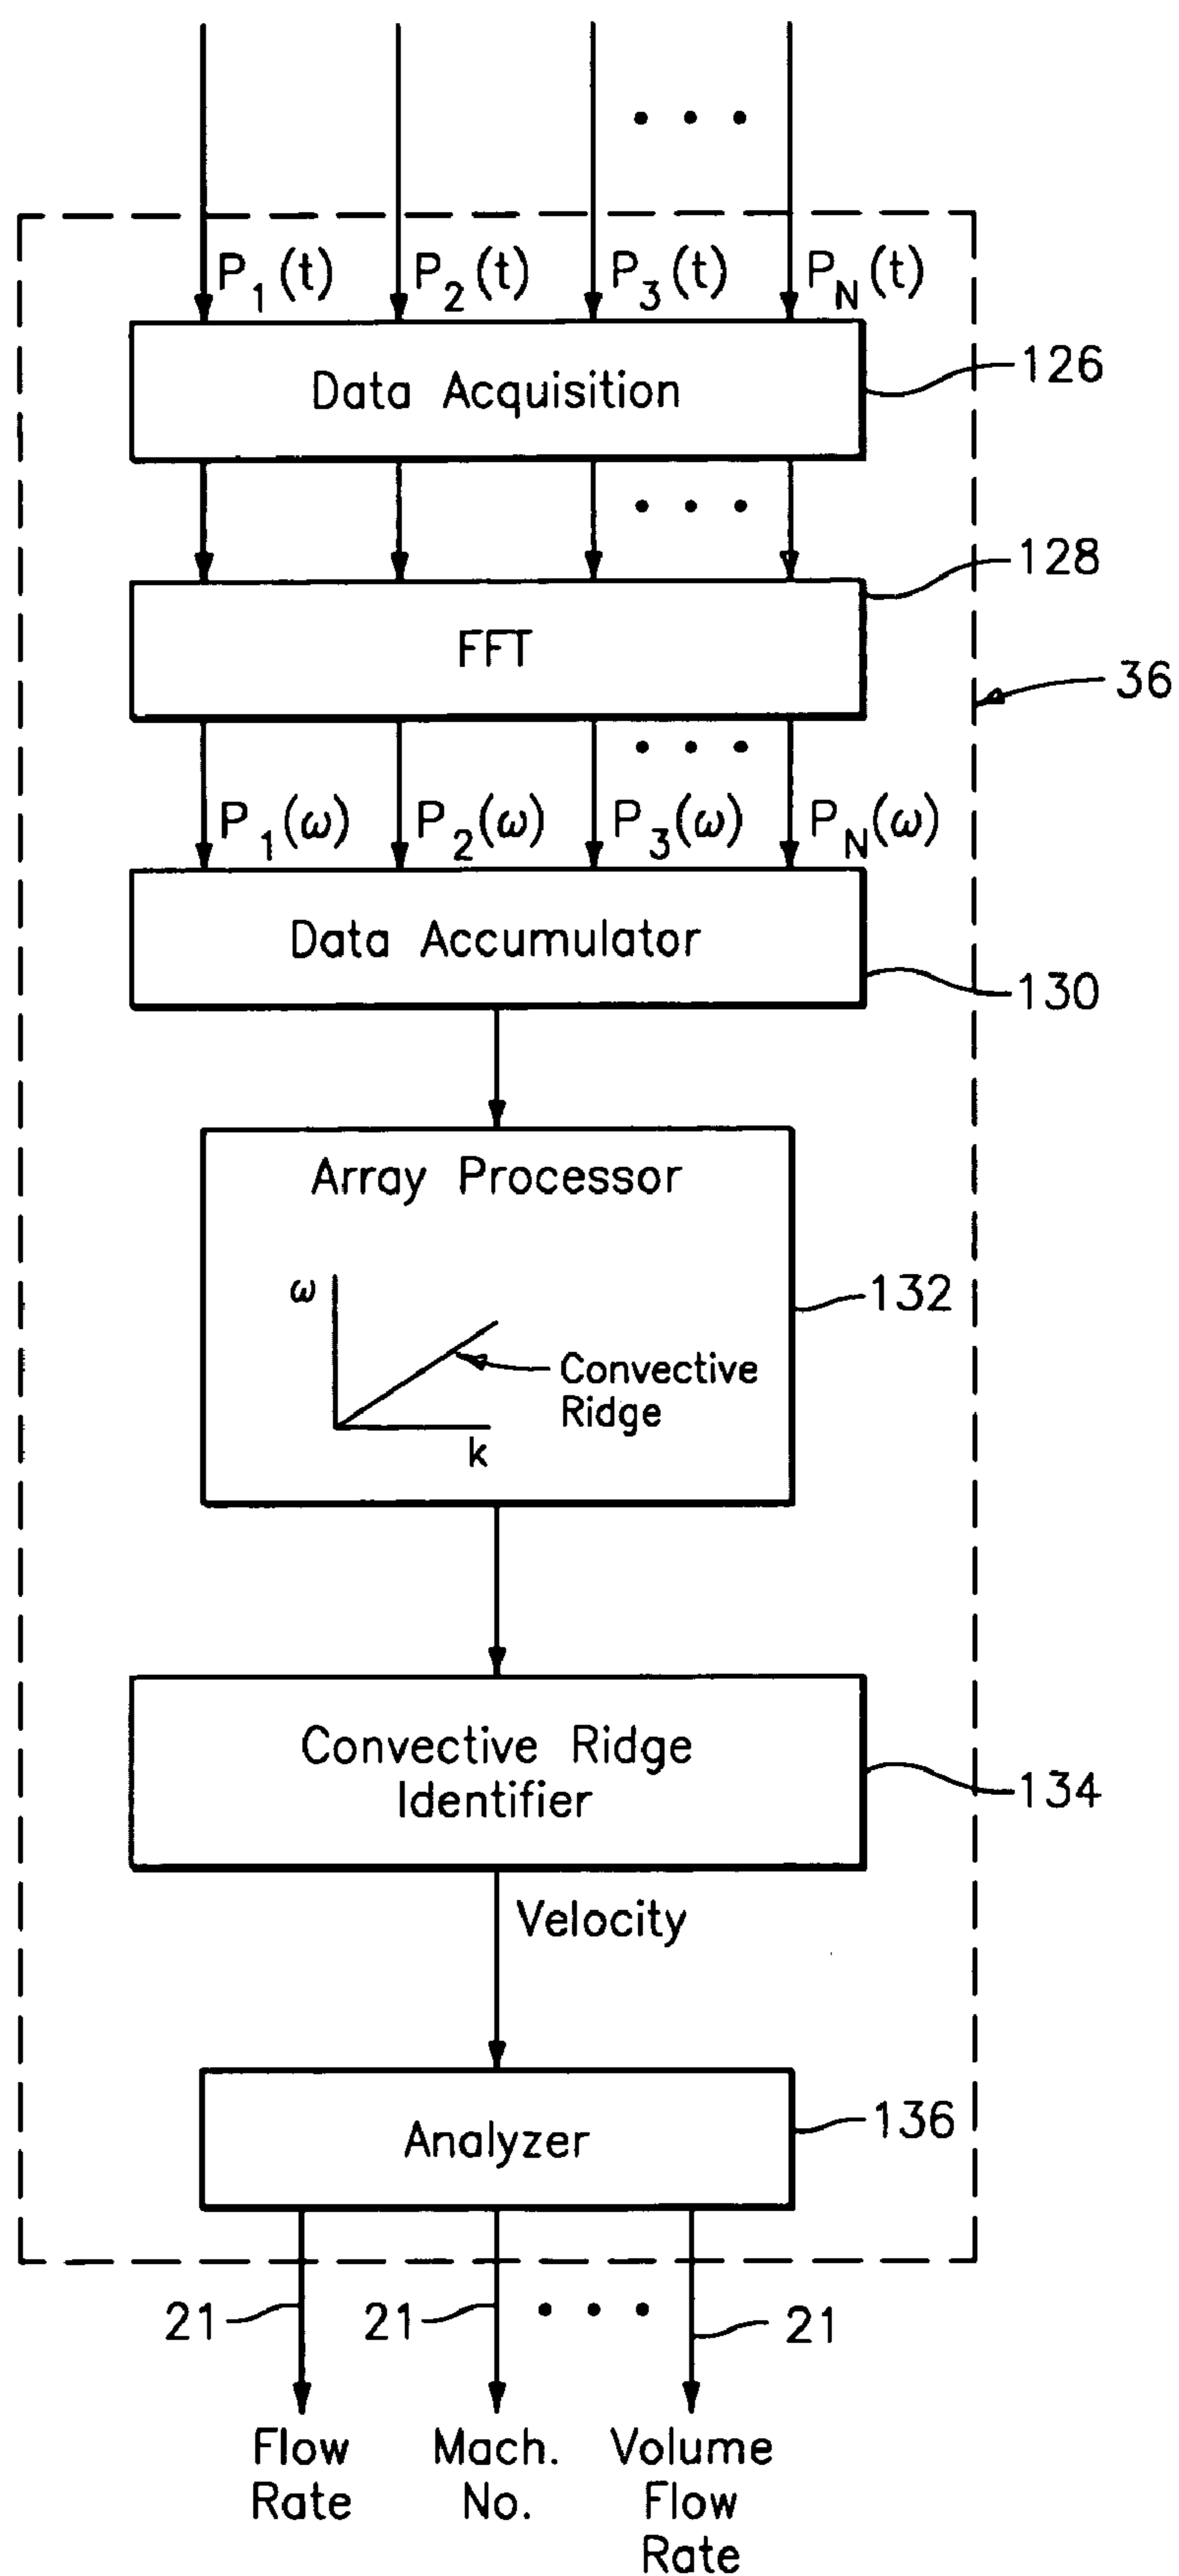 P1(t) P2(t) P3(t) PN(t)
Data Acquisition
126
128
FFT
36
P1(ω) P2(ω) P3(ω) PN(ω)
Data Accumulator
130
Array Processor
132
ω
Convective
Ridge
k
Convective Ridge
Identifier
134
Velocity
136
Analyzer
21 21 21
Flow
Rate
Mach.
No.
Volume
Flow
Rate